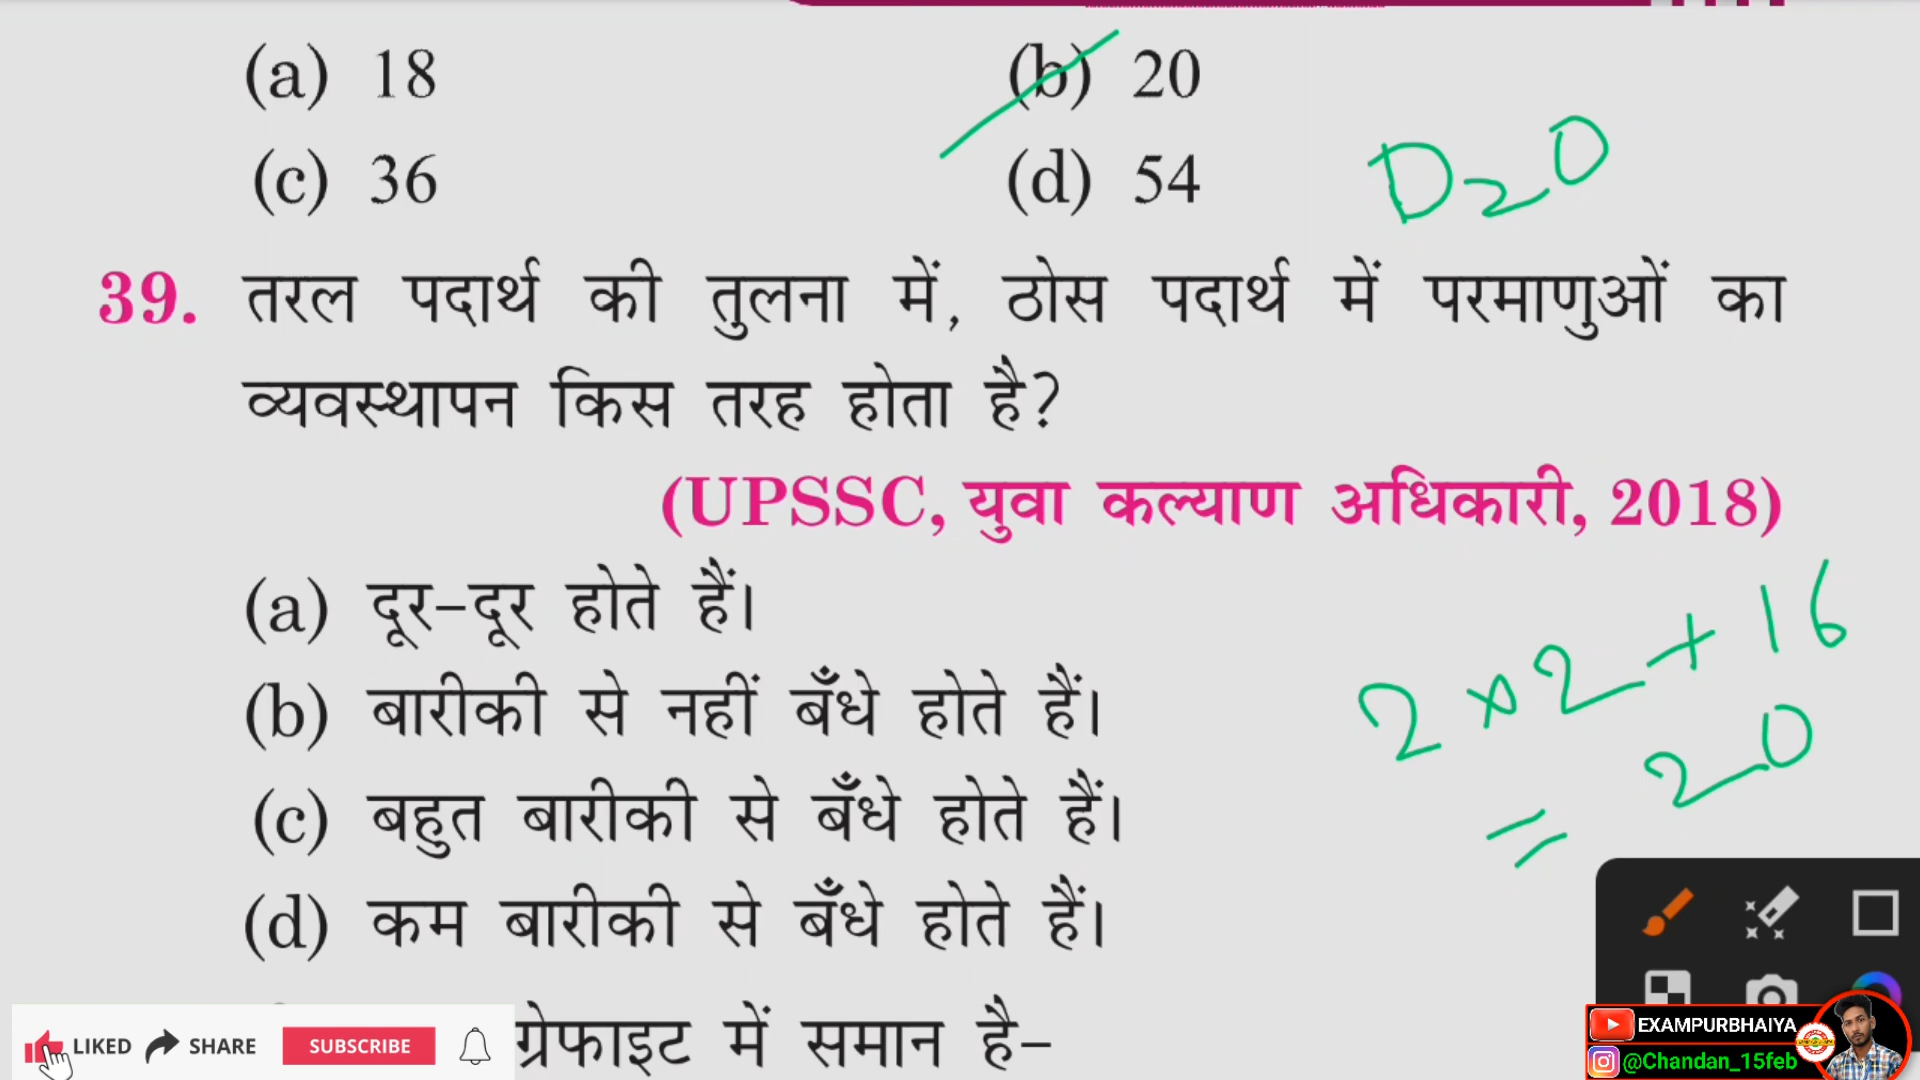 (a) 18 (b) 20
(c) 36 (d) 54
D₂O
39. तरल पदार्थ की तुलना में, ठोस पदार्थ में परमाणुओं का
व्यवस्थापन किस तरह होता है?
(UPSSC, युवा कल्याण अधिकारी, 2018)
(a) दूर-दूर होते हैं।
(b) बारीकी से नहीं बँधे होते हैं।
(c) बहुत बारीकी से बँधे होते हैं।
(d) कम बारीकी से बँधे होते हैं।
2×2+16
= 20
ग्रेफाइट में समान है-
LIKED SHARE SUBSCRIBE
EXAMPURBHAIYA
@Chandan_15feb